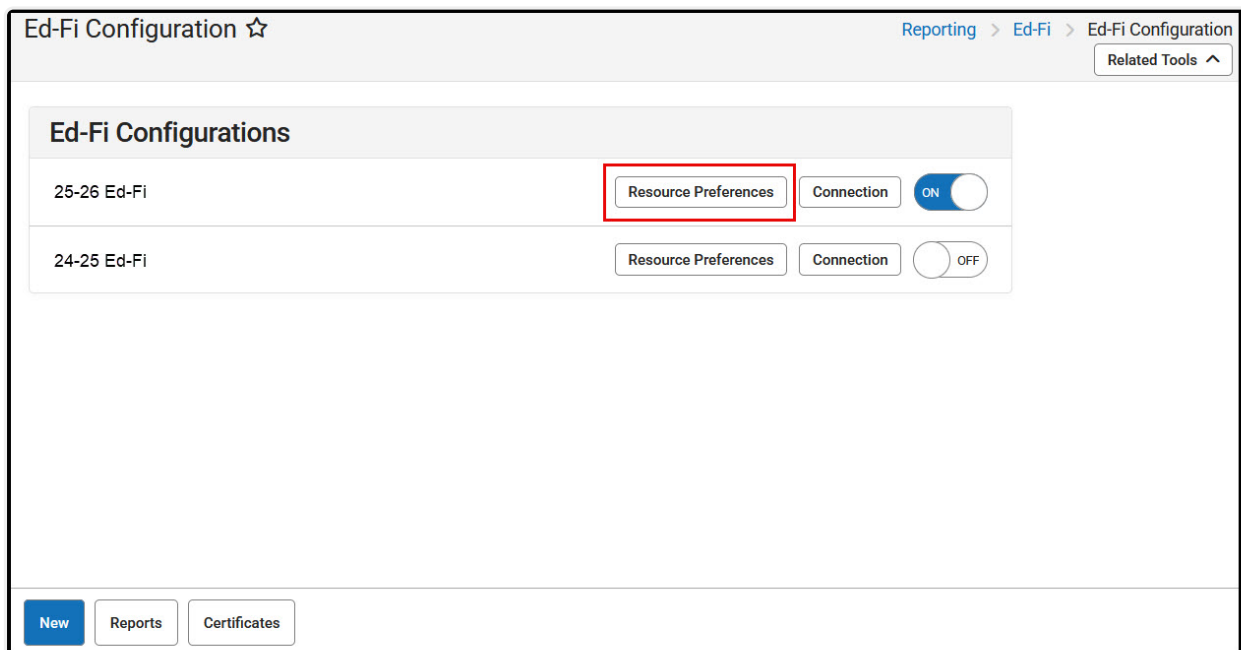 Ed-Fi Configuration
Reporting > Ed-Fi > Ed-Fi Configuration
Related Tools
Ed-Fi Configurations
25-26 Ed-Fi Resource Preferences Connection ON
24-25 Ed-Fi Resource Preferences Connection OFF
New Reports Certificates